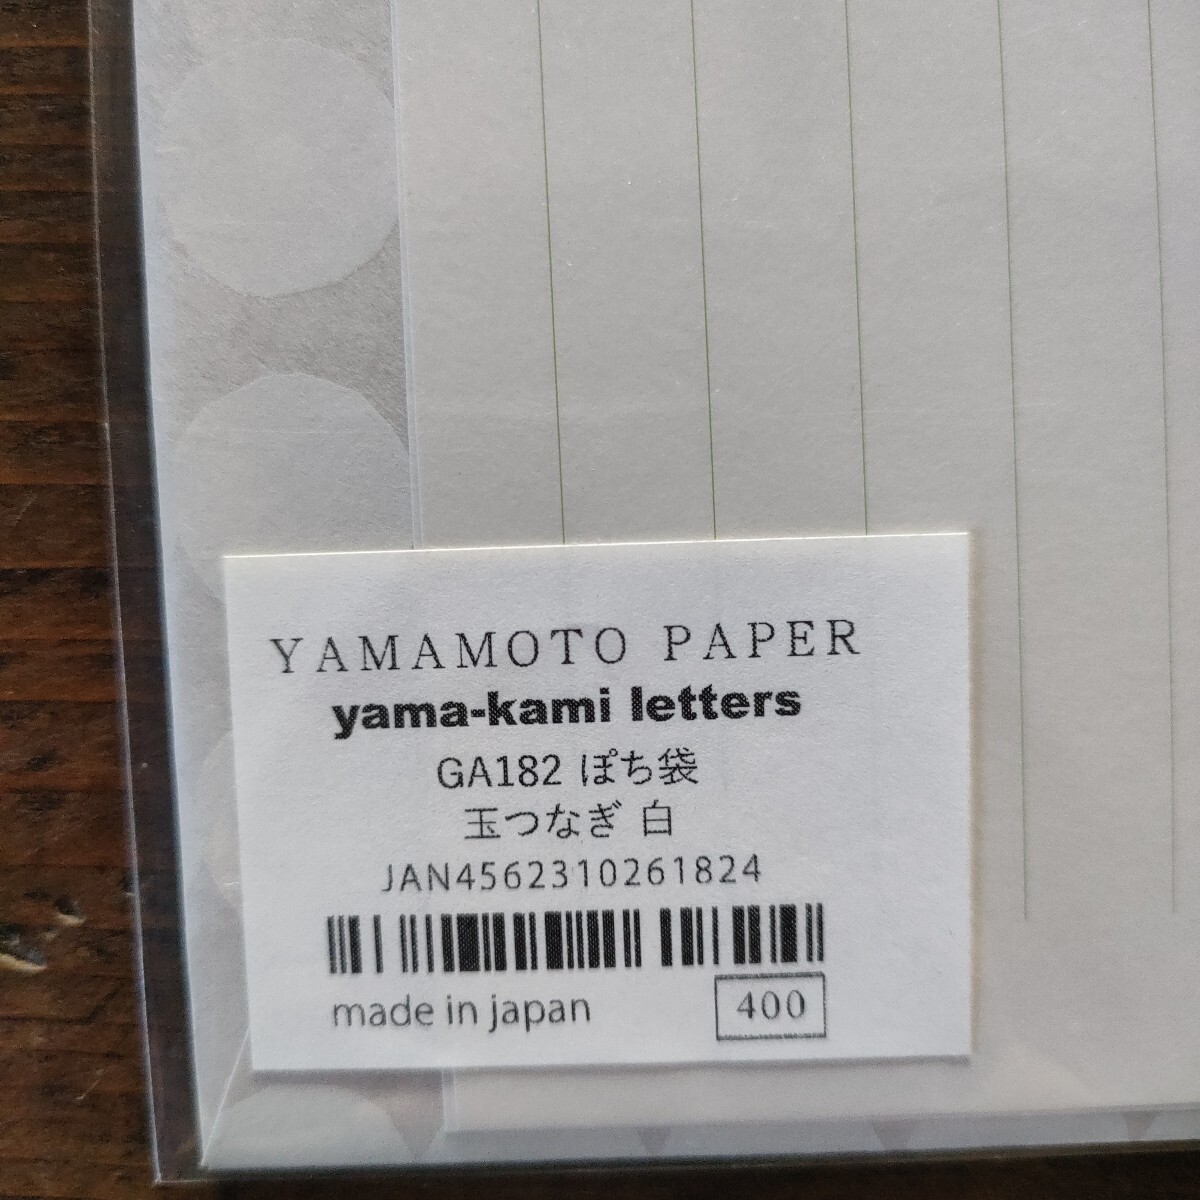 YAMAMOTO PAPER
yama-kami letters
GA182 ぽち袋
玉つなぎ 白
JAN4562310261824
made in japan
400